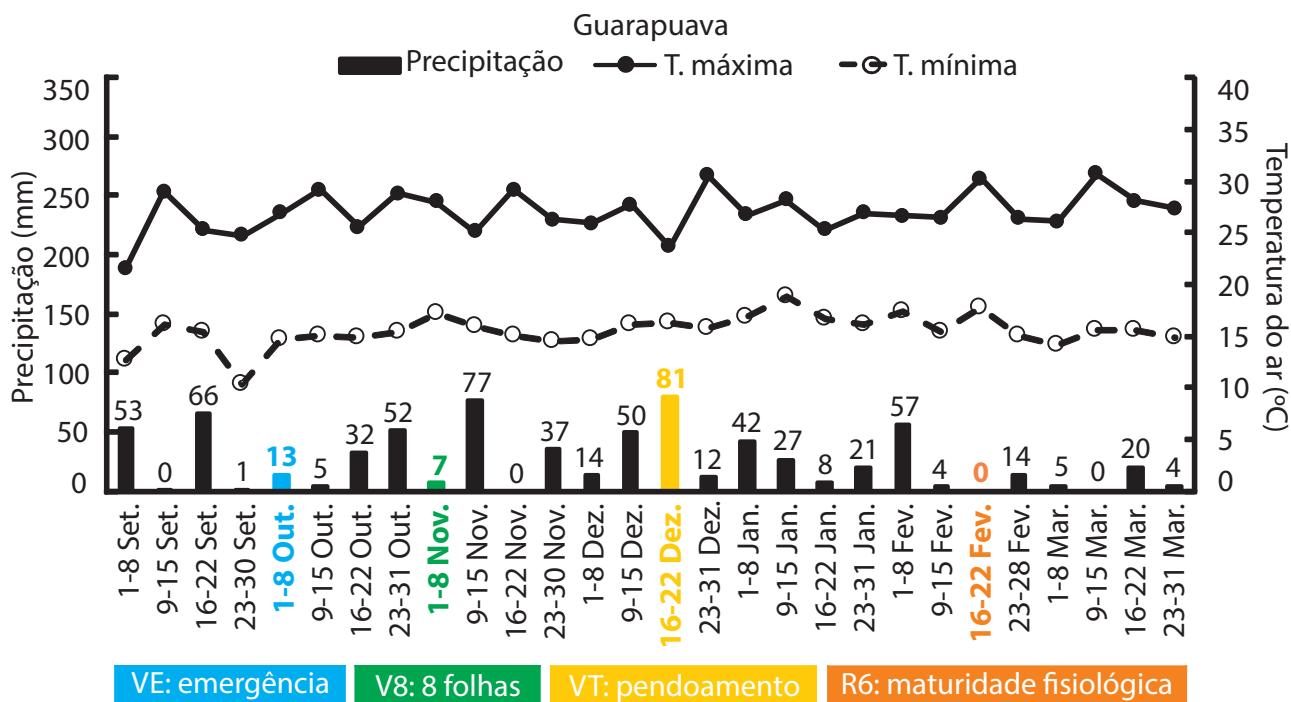 Guarapuava
Precipitação T. máxima T. mínima
Precipitação (mm)
350
300
250
200
150
100
50
0
40
35
30
25
20
15
10
5
0
Temperatura do ar (ºC)
53 0 66 1 13 5 32 52 7 77 0 37 14 50 81 12 42 27 8 21 57 4 0 14 5 0 20 4
1-8 Set.
9-15 Set.
16-22 Set.
23-30 Set.
1-8 Out.
9-15 Out.
16-22 Out.
23-31 Out.
1-8 Nov.
9-15 Nov.
16-22 Nov.
23-30 Nov.
1-8 Dez.
9-15 Dez.
16-22 Dez.
23-31 Dez.
1-8 Jan.
9-15 Jan.
16-22 Jan.
23-31 Jan.
1-8 Fev.
9-15 Fev.
16-22 Fev.
23-28 Fev.
1-8 Mar.
9-15 Mar.
16-22 Mar.
23-31 Mar.
VE: emergência
V8: 8 folhas
VT: pendoamento
R6: maturidade fisiológica